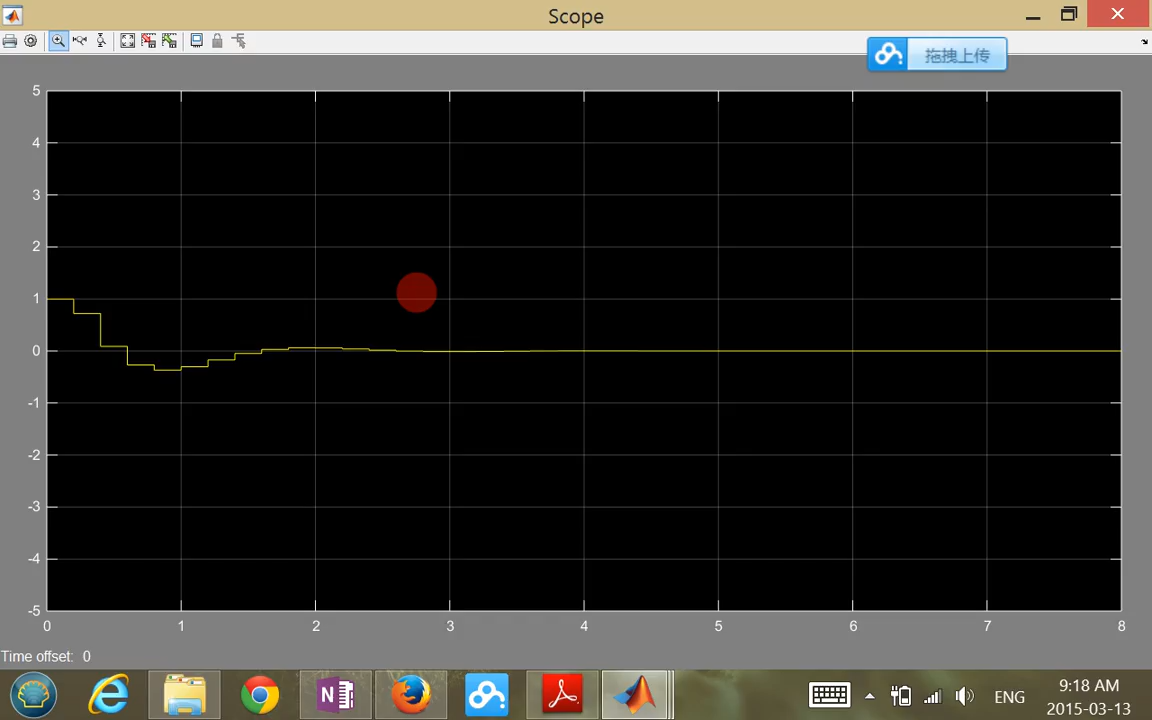 Scope
拖拽上传
5
4
3
2
1
0
-1
-2
-3
-4
-5
0 1 2 3 4 5 6 7 8
Time offset: 0
N
ENG
9:18 AM
2015-03-13